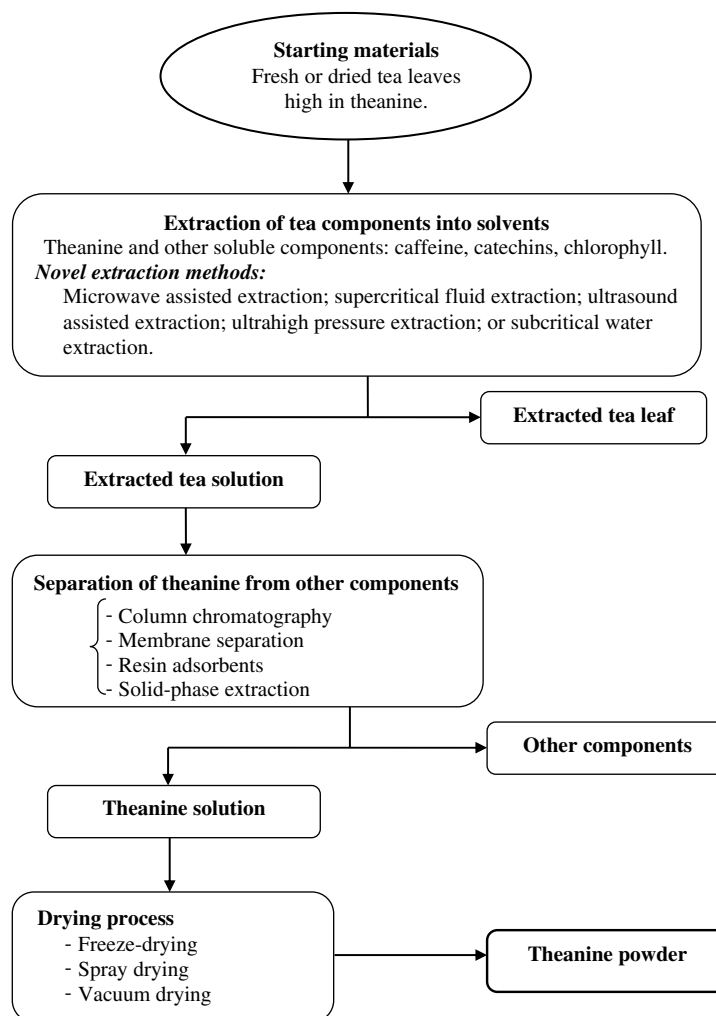 Starting materials
Fresh or dried tea leaves
high in theanine.
Extraction of tea components into solvents
Theanine and other soluble components: caffeine, catechins, chlorophyll.
Novel extraction methods:
Microwave assisted extraction; supercritical fluid extraction; ultrasound
assisted extraction; ultrahigh pressure extraction; or subcritical water
extraction.
Extracted tea leaf
Extracted tea solution
Separation of theanine from other components
- Column chromatography
- Membrane separation
- Resin adsorbents
- Solid-phase extraction
Other components
Theanine solution
Drying process
- Freeze-drying
- Spray drying
- Vacuum drying
Theanine powder